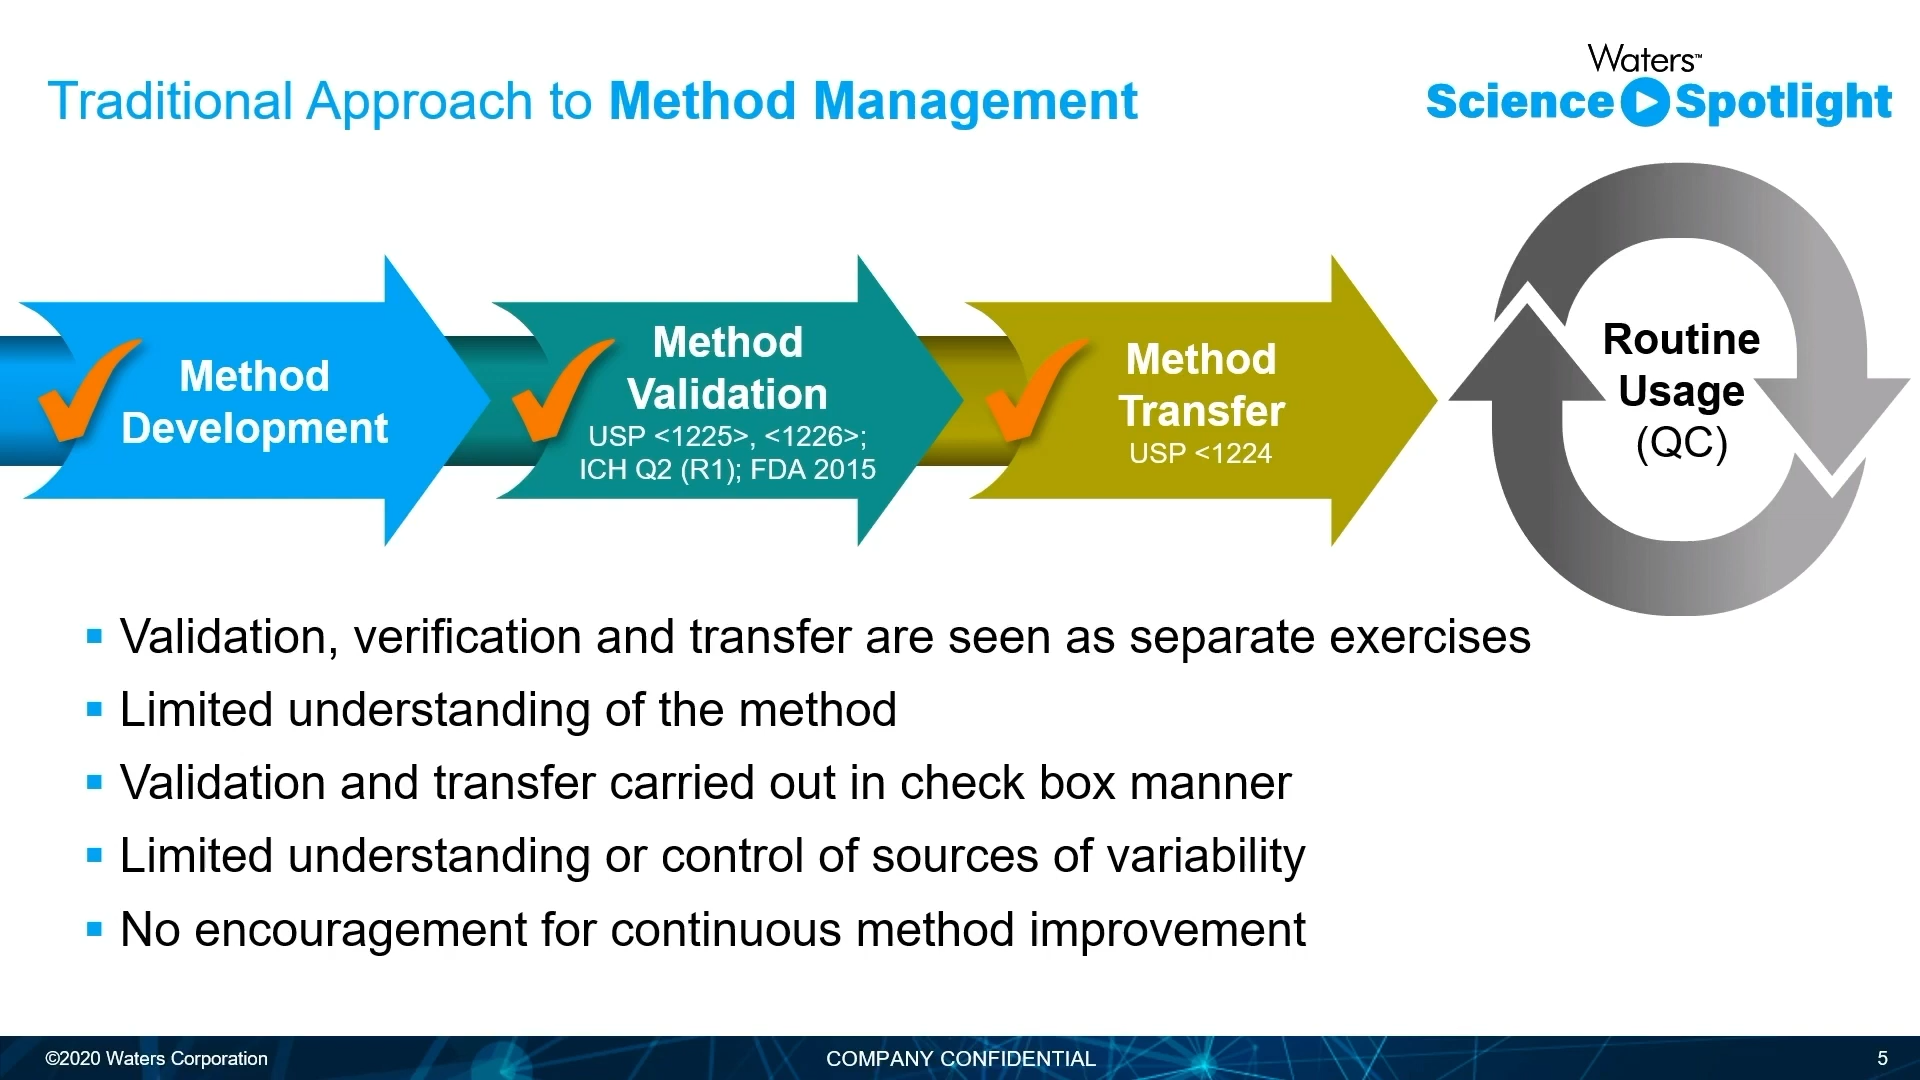 Traditional Approach to Method Management
Waters™
Science Spotlight
Method
Development
Method
Validation
USP <1225>, <1226>;
ICH Q2 (R1); FDA 2015
Method
Transfer
USP <1224
Routine
Usage
(QC)
Validation, verification and transfer are seen as separate exercises
Limited understanding of the method
Validation and transfer carried out in check box manner
Limited understanding or control of sources of variability
No encouragement for continuous method improvement
©2020 Waters Corporation
COMPANY CONFIDENTIAL
5